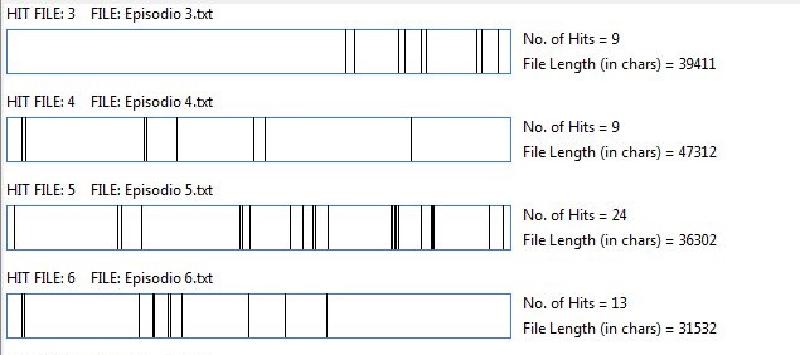 HIT FILE: 3 FILE: Episodio 3.txt
No. of Hits = 9
File Length (in chars) = 39411
HIT FILE: 4 FILE: Episodio 4.txt
No. of Hits = 9
File Length (in chars) = 47312
HIT FILE: 5 FILE: Episodio 5.txt
No. of Hits = 24
File Length (in chars) = 36302
HIT FILE: 6 FILE: Episodio 6.txt
No. of Hits = 13
File Length (in chars) = 31532